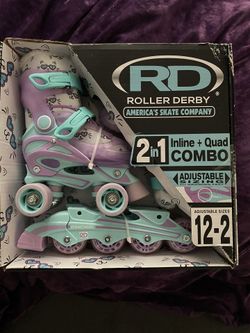 RD
ROLLER DERBY
AMERICA'S SKATE COMPANY
2in1
Inline + Quad
COMBO
ADJUSTABLE
SIZING
ADJUSTABLE SIZES
12-2